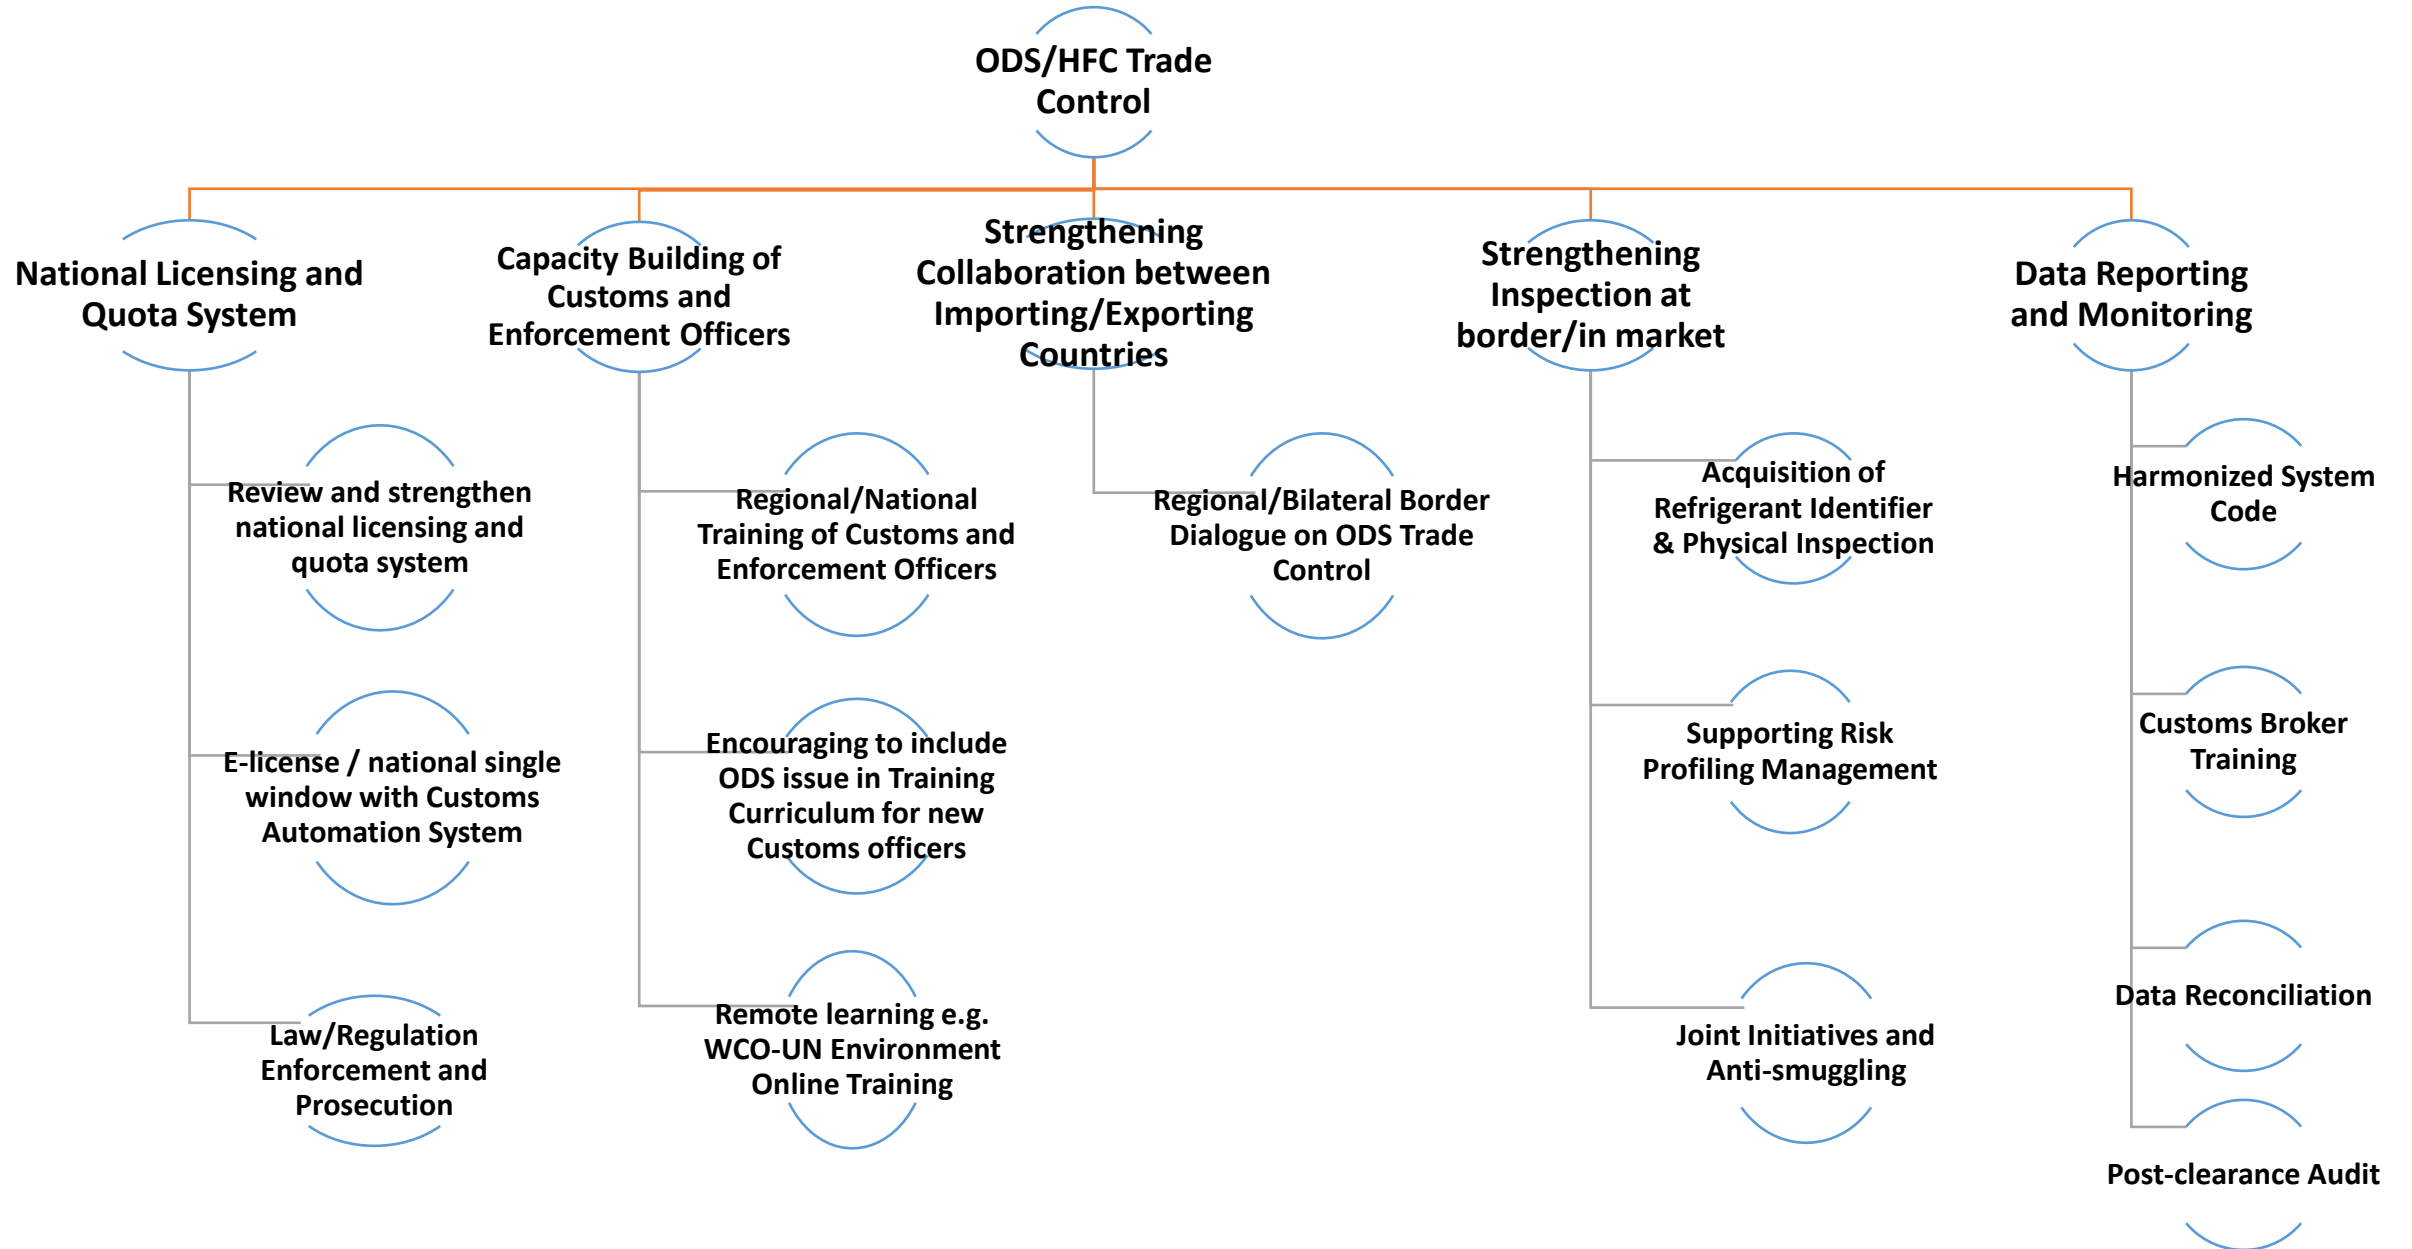 ODS/HFC Trade
Control
National Licensing and
Quota System
Review and strengthen
national licensing and
quota system
E-license / national single
window with Customs
Automation System
Law/Regulation
Enforcement and
Prosecution
Capacity Building of
Customs and
Enforcement Officers
Regional/National
Training of Customs and
Enforcement Officers
Encouraging to include
ODS issue in Training
Curriculum for new
Customs officers
Remote learning e.g.
WCO-UN Environment
Online Training
Strengthening
Collaboration between
Importing/Exporting
Countries
Regional/Bilateral Border
Dialogue on ODS Trade
Control
Strengthening
Inspection at
border/in market
Acquisition of
Refrigerant Identifier
& Physical Inspection
Supporting Risk
Profiling Management
Joint Initiatives and
Anti-smuggling
Data Reporting
and Monitoring
Harmonized System
Code
Customs Broker
Training
Data Reconciliation
Post-clearance Audit